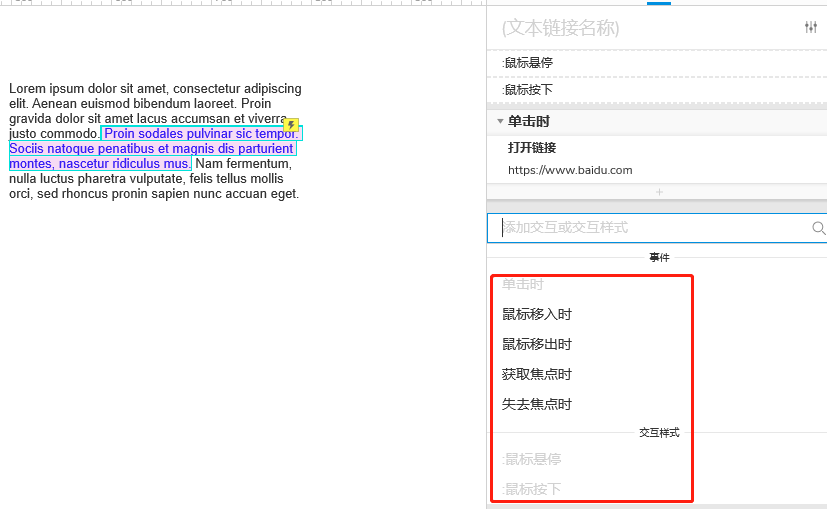 Lorem ipsum dolor sit amet, consectetur adipiscing
elit. Aenean euismod bibendum laoreet. Proin
gravida dolor sit amet lacus accumsan et viverra
justo commodo. Proin sodales pulvinar sic tempor.
Sociis natoque penatibus et magnis dis parturient
montes, nascetur ridiculus mus. Nam fermentum,
nulla luctus pharetra vulputate, felis tellus mollis
orci, sed rhoncus pronin sapien nunc accuan eget.
(文本链接名称)
:鼠标悬停
:鼠标按下
单击时
打开链接
https://www.baidu.com
添加交互或交互样式
事件
单击时
鼠标移入时
鼠标移出时
获取焦点时
失去焦点时
交互样式
:鼠标悬停
:鼠标按下